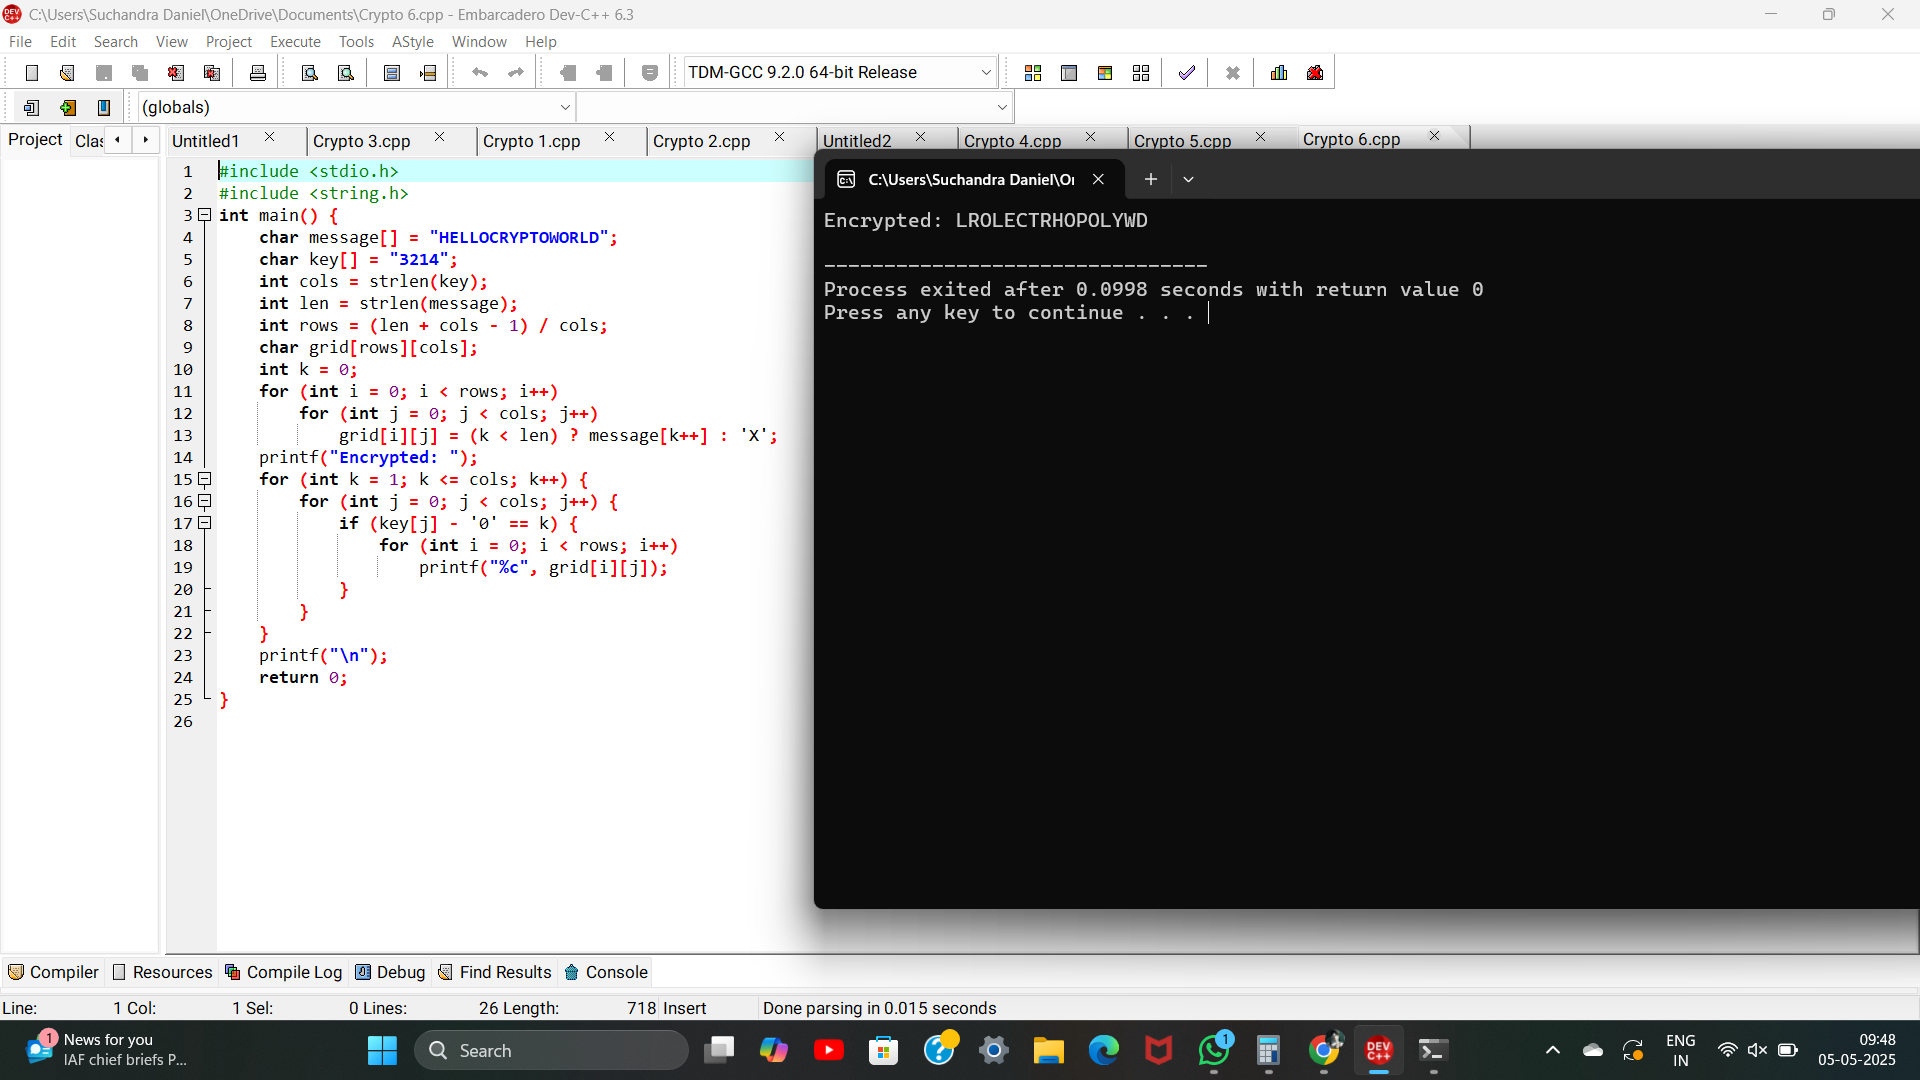 C:\Users\Suchandra Daniel\OneDrive\Documents\Crypto 6.cpp - Embarcadero Dev-C++ 6.3
File Edit Search View Project Execute Tools AStyle Window Help
TDM-GCC 9.2.0 64-bit Release
(globals)
Project Clas Untitled1 Crypto 3.cpp Crypto 1.cpp Crypto 2.cpp Untitled2 Crypto 4.cpp Crypto 5.cpp Crypto 6.cpp
1 #include <stdio.h>
2 #include <string.h>
3 int main() {
4 char message[] = "HELLOCRYPTOWORLD";
5 char key[] = "3214";
6 int cols = strlen(key);
7 int len = strlen(message);
8 int rows = (len + cols - 1) / cols;
9 char grid[rows][cols];
10 int k = 0;
11 for (int i = 0; i < rows; i++)
12 for (int j = 0; j < cols; j++)
13 grid[i][j] = (k < len) ? message[k++] : 'X';
14 printf("Encrypted: ");
15 for (int k = 1; k <= cols; k++) {
16 for (int j = 0; j < cols; j++) {
17 if (key[j] - '0' == k) {
18 for (int i = 0; i < rows; i++)
19 printf("%c", grid[i][j]);
20 }
21 }
22 }
23 printf("\n");
24 return 0;
25 }
26
C:\Users\Suchandra Daniel\O
Encrypted: LROLECTRHOPOLYWD
--------------------------------
Process exited after 0.0998 seconds with return value 0
Press any key to continue . . .
Compiler Resources Compile Log Debug Find Results Console
Line: 1 Col: 1 Sel: 0 Lines: 26 Length: 718 Insert Done parsing in 0.015 seconds
1 News for you
IAF chief briefs P...
Search
DEV C++
1
ENG
IN
09:48
05-05-2025